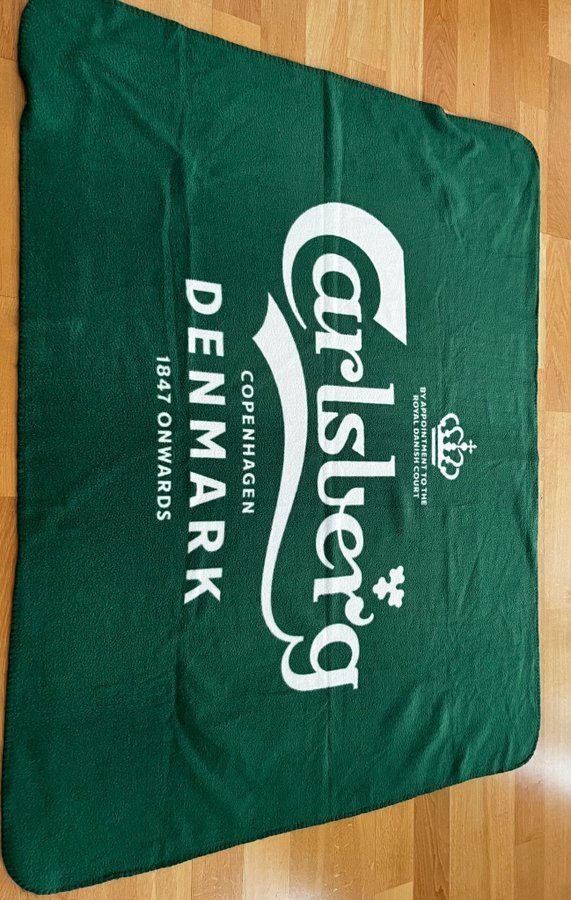 BY APPOINTMENT TO THE
ROYAL DANISH COURT
Carlsberg
COPENHAGEN
DENMARK
1847 ONWARDS